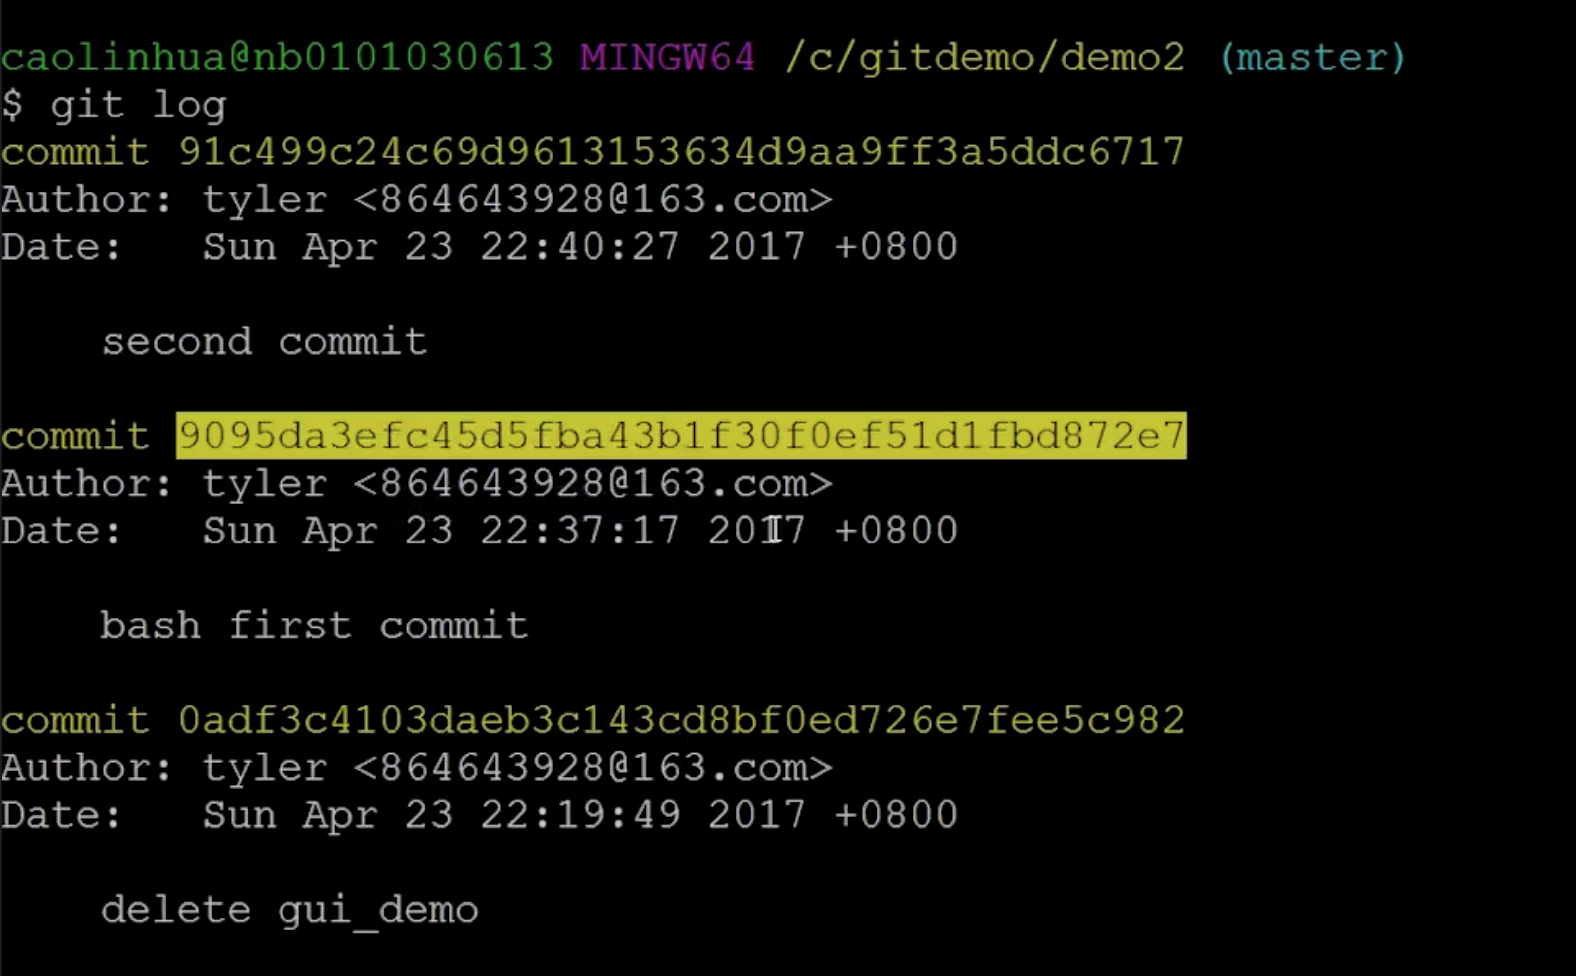 caolinhua@nb0101030613 MINGW64 /c/gitdemo/demo2 (master)
$ git log
commit 91c499c24c69d9613153634d9aa9ff3a5ddc6717
Author: tyler <864643928@163.com>
Date:   Sun Apr 23 22:40:27 2017 +0800
second commit
commit 9095da3efc45d5fba43b1f30f0ef51d1fbd872e7
Author: tyler <864643928@163.com>
Date:   Sun Apr 23 22:37:17 2017 +0800
bash first commit
commit 0adf3c4103daeb3c143cd8bf0ed726e7fee5c982
Author: tyler <864643928@163.com>
Date:   Sun Apr 23 22:19:49 2017 +0800
delete gui_demo